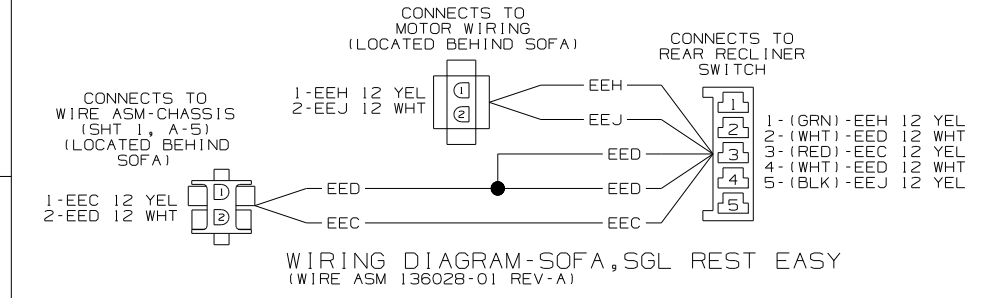 CONNECTS TO
MOTOR WIRING
(LOCATED BEHIND SOFA)
1-EEH 12 YEL
2-EEJ 12 WHT
1
2
CONNECTS TO
REAR RECLINER
SWITCH
1
2
3
4
5
1-(GRN)-EEH 12 YEL
2-(WHT)-EED 12 WHT
3-(RED)-EEC 12 YEL
4-(WHT)-EED 12 WHT
5-(BLK)-EEJ 12 YEL
EEH
EEJ
EED
EED
EED
EEC
EEC
CONNECTS TO
WIRE ASM-CHASSIS
(SHT 1, A-5)
(LOCATED BEHIND
SOFA)
1-EEC 12 YEL
2-EED 12 WHT
1
2
WIRING DIAGRAM-SOFA,SGL REST EASY
(WIRE ASM 136028-01 REV-A)